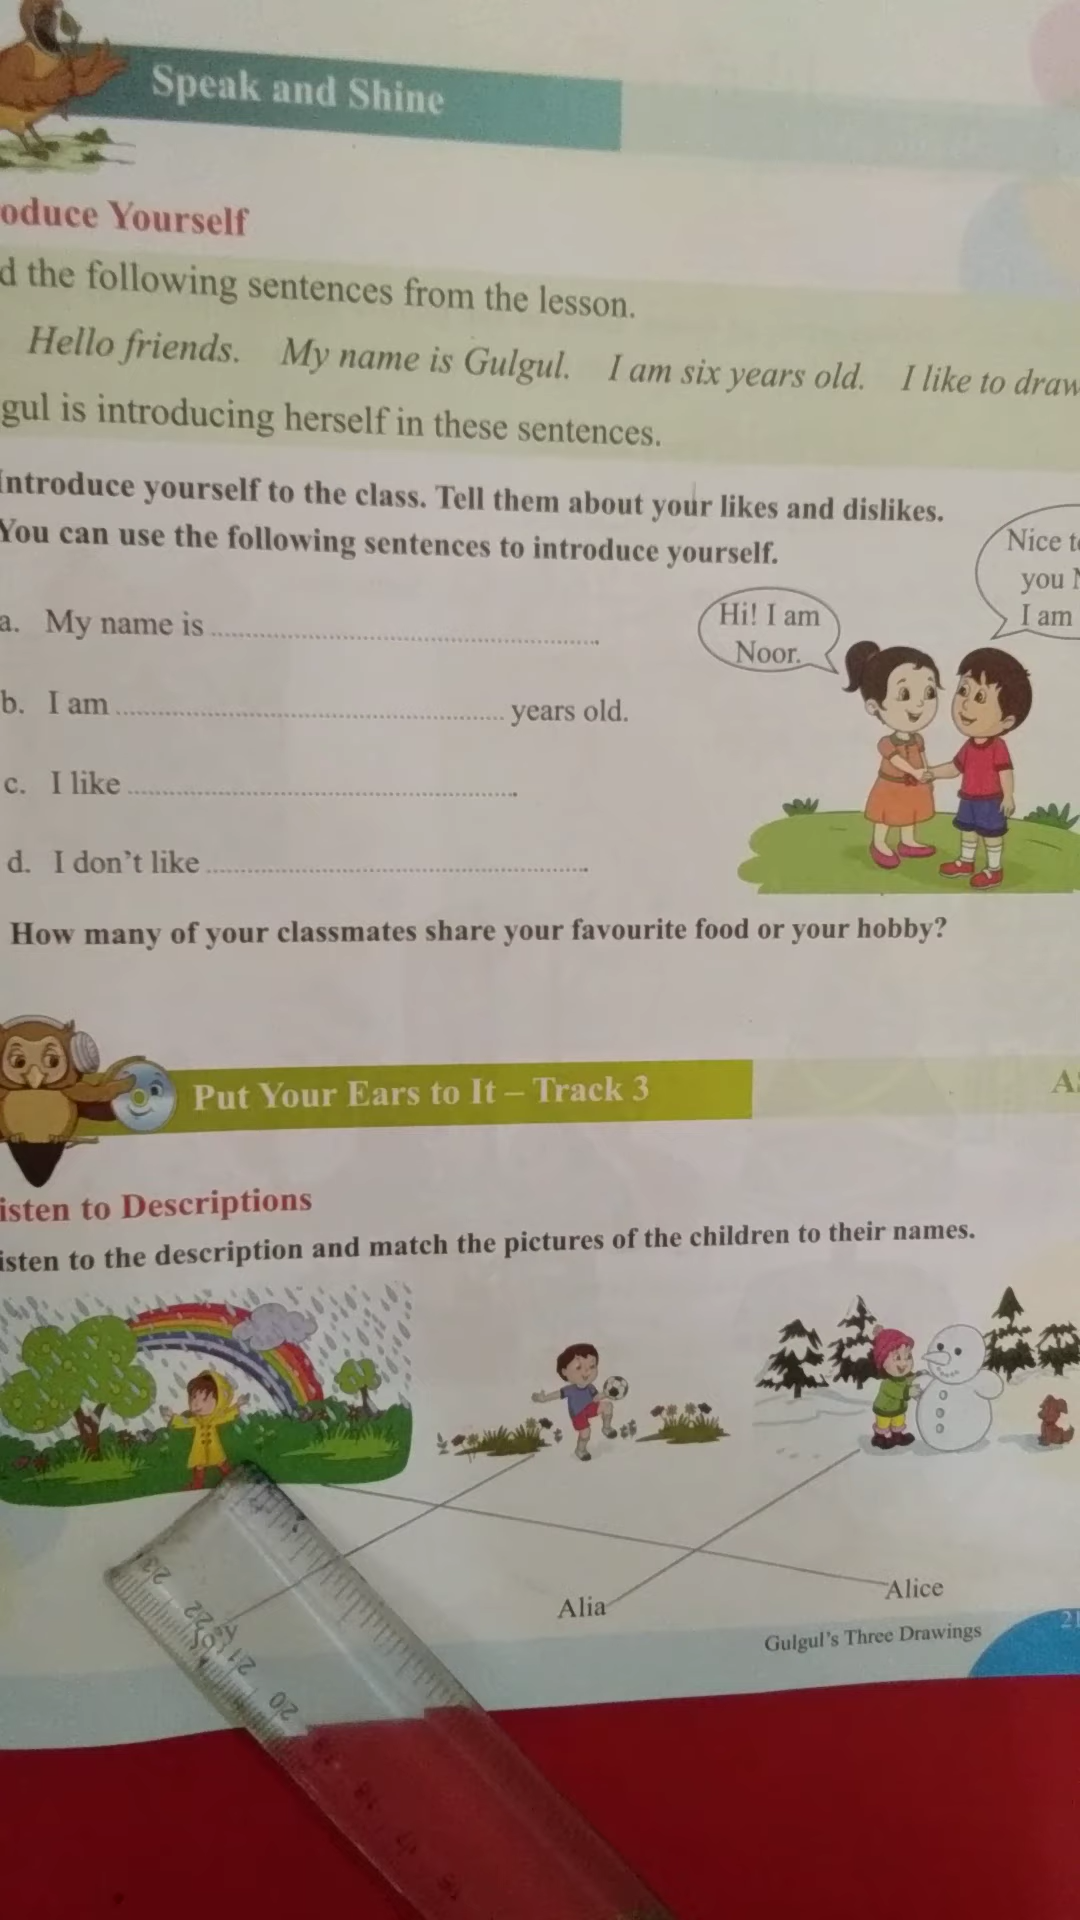 Speak and Shine
oduce Yourself
d the following sentences from the lesson.
Hello friends. My name is Gulgul. I am six years old. I like to draw
gul is introducing herself in these sentences.
Introduce yourself to the class. Tell them about your likes and dislikes.
You can use the following sentences to introduce yourself.
Nice t
you
I am
Hi! I am
Noor.
a. My name is
b. I am years old.
c. I like
d. I don't like
How many of your classmates share your favourite food or your hobby?
Put Your Ears to It – Track 3
A
isten to Descriptions
isten to the description and match the pictures of the children to their names.
Alia
Alice
Gulgul's Three Drawings
21
23
22
21
20